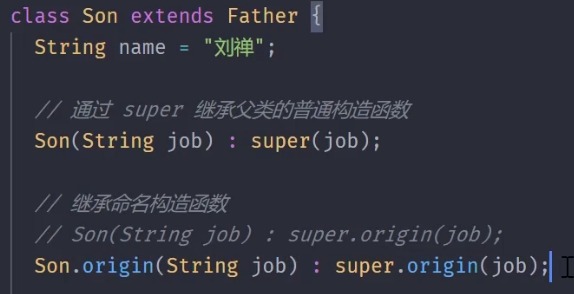 class Son extends Father {
String name = "刘禅";
// 通过 super 继承父类的普通构造函数
Son(String job) : super(job);
// 继承命名构造函数
// Son(String job) : super.origin(job);
Son.origin(String job) : super.origin(job);